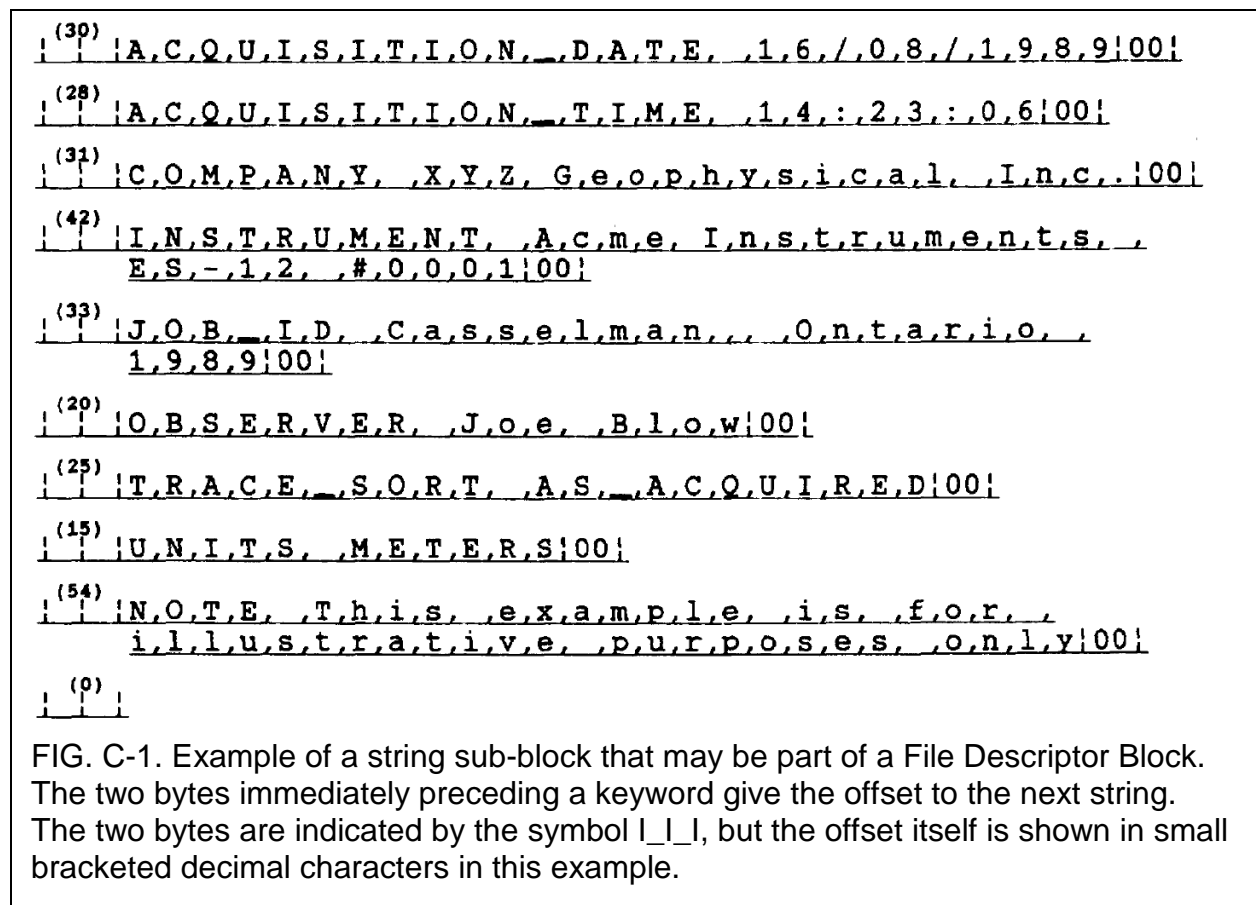 (30) |A,C,Q,U,I,S,I,T,I,O,N,_,D,A,T,E, ,1,6,/,0,8,/,1,9,8,9|00|
(28) |A,C,Q,U,I,S,I,T,I,O,N,_,T,I,M,E, ,1,4,:,2,3,:,0,6|00|
(31) |C,O,M,P,A,N,Y, ,X,Y,Z, G,e,o,p,h,y,s,i,c,a,l, ,I,n,c,.|00|
(42) |I,N,S,T,R,U,M,E,N,T, ,A,c,m,e, I,n,s,t,r,u,m,e,n,t,s, ,
E,S,-,1,2, ,#,0,0,0,1|00|
(33) |J,O,B,_,I,D, ,C,a,s,s,e,l,m,a,n,,, ,O,n,t,a,r,i,o, ,
1,9,8,9|00|
(20) |O,B,S,E,R,V,E,R, ,J,o,e, ,B,l,o,w|00|
(25) |T,R,A,C,E,_,S,O,R,T, ,A,S,_,A,C,Q,U,I,R,E,D|00|
(15) |U,N,I,T,S, ,M,E,T,E,R,S|00|
(54) |N,O,T,E, ,T,h,i,s, ,e,x,a,m,p,l,e, ,i,s, ,f,o,r, ,
i,l,l,u,s,t,r,a,t,i,v,e, ,p,u,r,p,o,s,e,s, ,o,n,l,y|00|
(0)
FIG. C-1. Example of a string sub-block that may be part of a File Descriptor Block.
The two bytes immediately preceding a keyword give the offset to the next string.
The two bytes are indicated by the symbol I_I_I, but the offset itself is shown in small
bracketed decimal characters in this example.